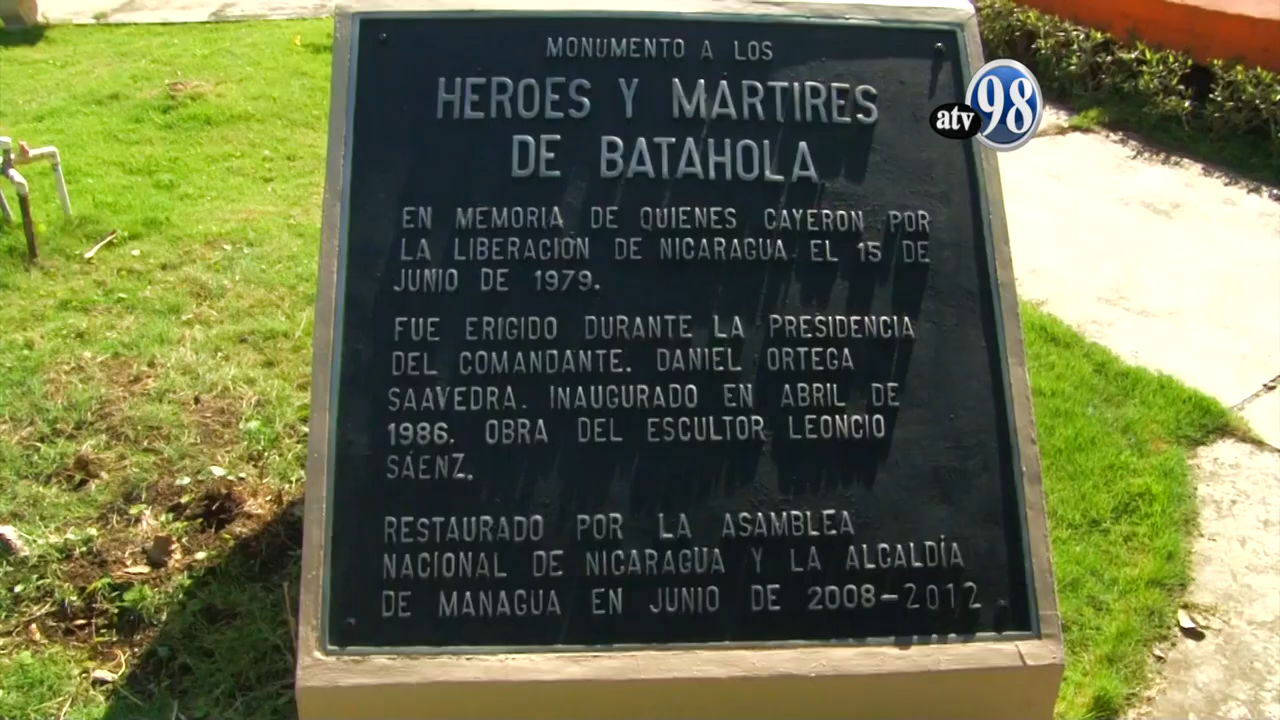 MONUMENTO A LOS
HEROES Y MARTIRES
DE BATAHOLA
EN MEMORIA DE QUIENES CAYERON POR
LA LIBERACIÓN DE NICARAGUA EL 15 DE
JUNIO DE 1979.
FUE ERIGIDO DURANTE LA PRESIDENCIA
DEL COMANDANTE. DANIEL ORTEGA
SAAVEDRA. INAUGURADO EN ABRIL DE
1986. OBRA DEL ESCULTOR LEONCIO
SÁENZ.
RESTAURADO POR LA ASAMBLEA
NACIONAL DE NICARAGUA Y LA ALCALDÍA
DE MANAGUA EN JUNIO DE 2008-2012
atv 98